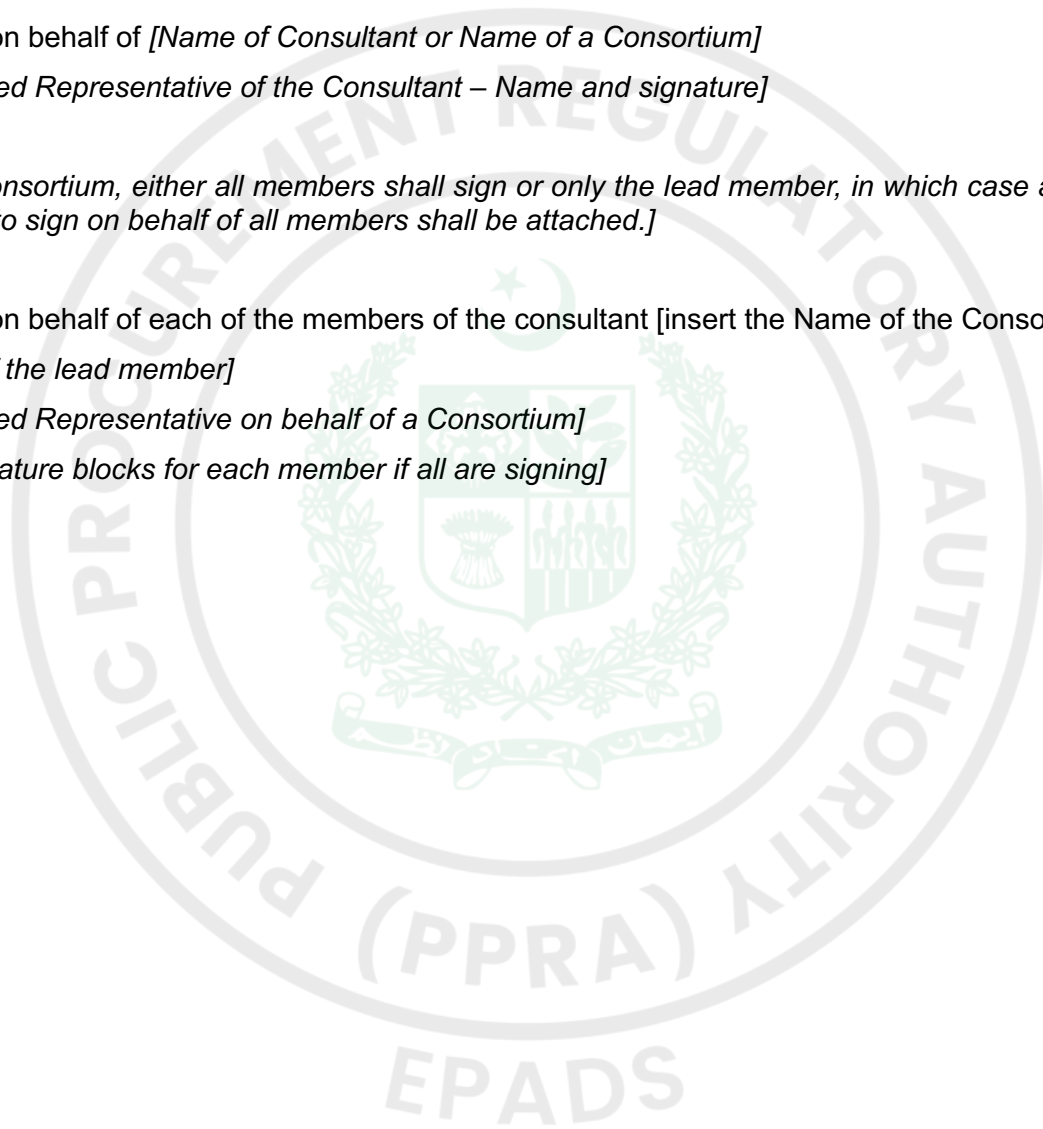 on behalf of [Name of Consultant or Name of a Consortium]
ed Representative of the Consultant – Name and signature]
onsortium, either all members shall sign or only the lead member, in which case a
to sign on behalf of all members shall be attached.]
on behalf of each of the members of the consultant [insert the Name of the Conso
the lead member]
ed Representative on behalf of a Consortium]
ature blocks for each member if all are signing]
PUBLIC PROCUREMENT REGULATORY AUTHORITY
(PPRA)
EPADS